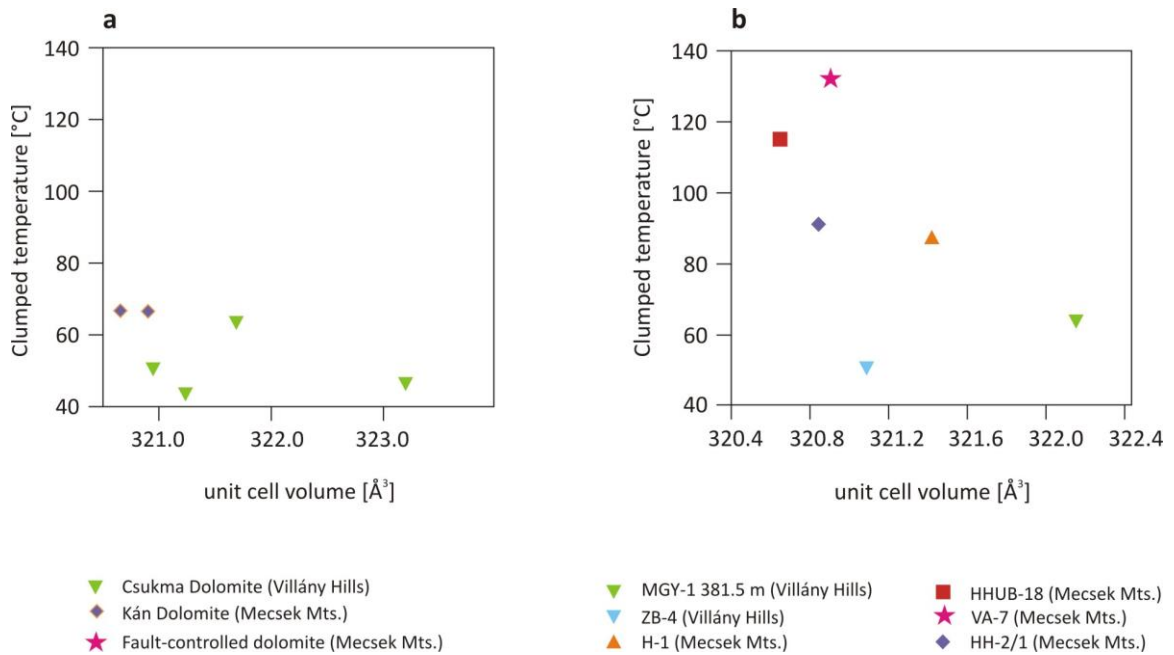 a
140
120
100
80
60
40
Clumped temperature [°C]
321.0 322.0 323.0
unit cell volume [Å³]
Csukma Dolomite (Villány Hills)
Kán Dolomite (Mecsek Mts.)
Fault-controlled dolomite (Mecsek Mts.)
b
140
120
100
80
60
40
Clumped temperature [°C]
320.4 320.8 321.2 321.6 322.0 322.4
unit cell volume [Å³]
MGY-1 381.5 m (Villány Hills)
ZB-4 (Villány Hills)
H-1 (Mecsek Mts.)
HHUB-18 (Mecsek Mts.)
VA-7 (Mecsek Mts.)
HH-2/1 (Mecsek Mts.)